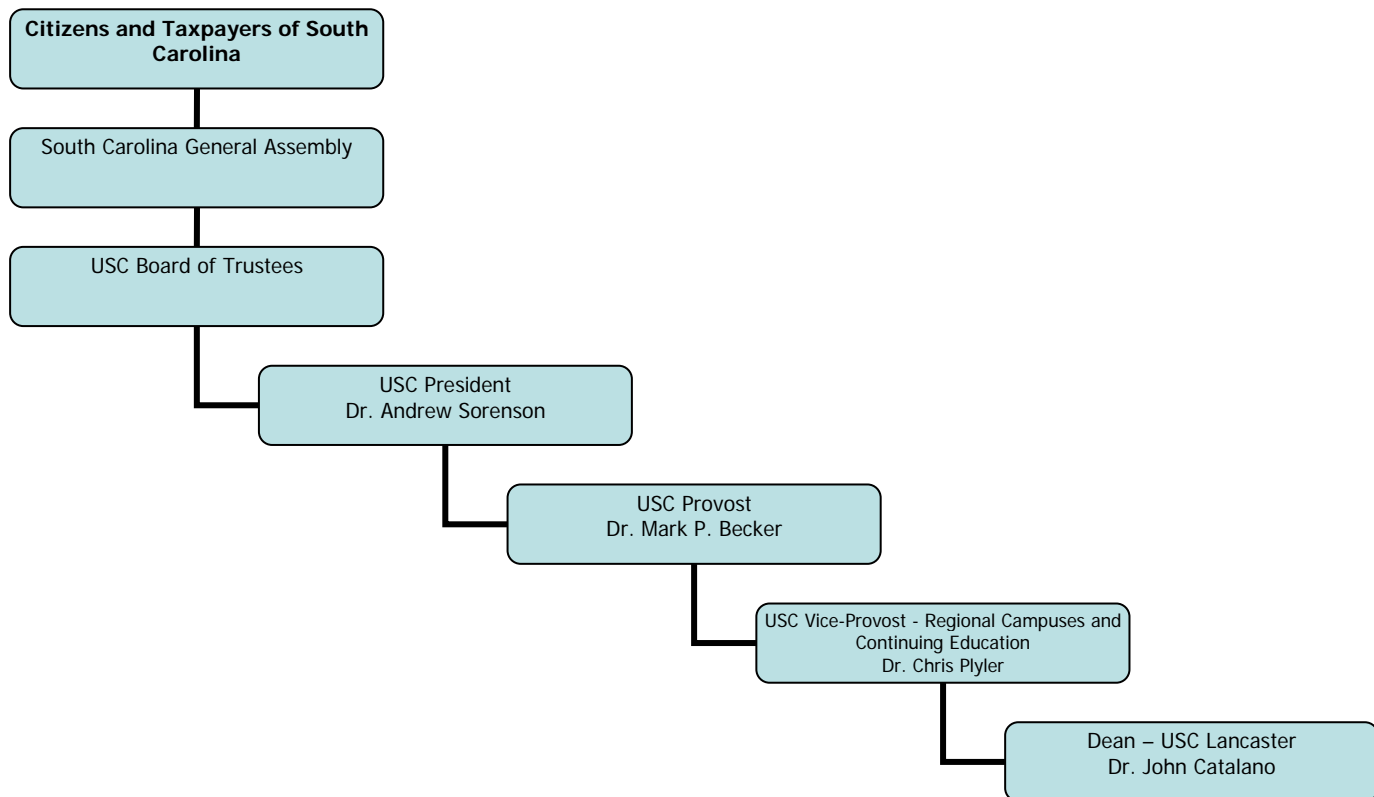 Citizens and Taxpayers of South
Carolina
South Carolina General Assembly
USC Board of Trustees
USC President
Dr. Andrew Sorenson
USC Provost
Dr. Mark P. Becker
USC Vice-Provost - Regional Campuses and
Continuing Education
Dr. Chris Plyler
Dean – USC Lancaster
Dr. John Catalano